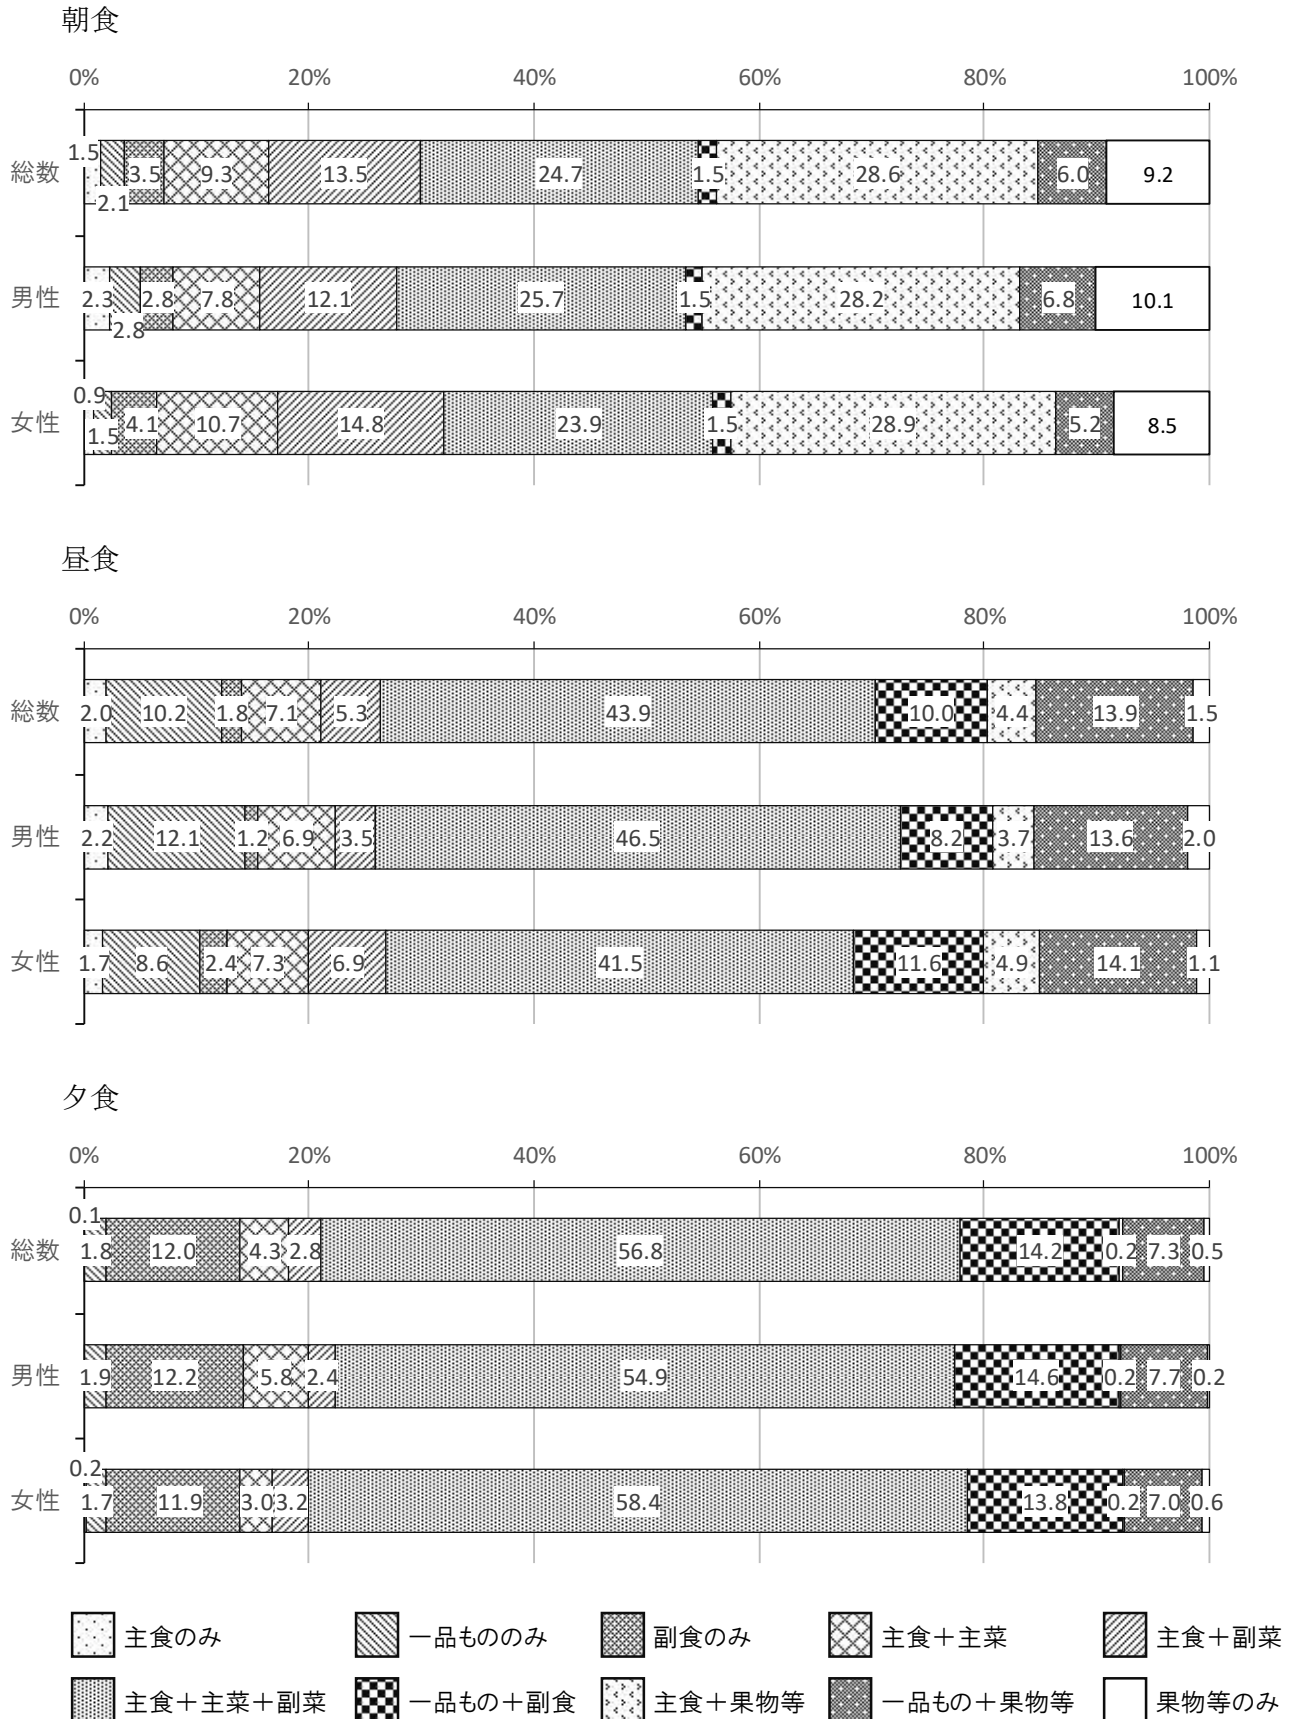 朝食
0% 20% 40% 60% 80% 100%
総数 1.5 2.1 3.5 9.3 13.5 24.7 1.5 28.6 6.0 9.2
男性 2.3 2.8 2.8 7.8 12.1 25.7 1.5 28.2 6.8 10.1
女性 0.9 1.5 4.1 10.7 14.8 23.9 1.5 28.9 5.2 8.5
昼食
0% 20% 40% 60% 80% 100%
総数 2.0 10.2 1.8 7.1 5.3 43.9 10.0 4.4 13.9 1.5
男性 2.2 12.1 1.2 6.9 3.5 46.5 8.2 3.7 13.6 2.0
女性 1.7 8.6 2.4 7.3 6.9 41.5 11.6 4.9 14.1 1.1
夕食
0% 20% 40% 60% 80% 100%
総数 0.1 1.8 12.0 4.3 2.8 56.8 14.2 0.2 7.3 0.5
男性 1.9 12.2 5.8 2.4 54.9 14.6 0.2 7.7 0.2
女性 0.2 1.7 11.9 3.0 3.2 58.4 13.8 0.2 7.0 0.6
主食のみ 一品もののみ 副食のみ 主食＋主菜 主食＋副菜
主食＋主菜＋副菜 一品もの＋副食 主食＋果物等 一品もの＋果物等 果物等のみ